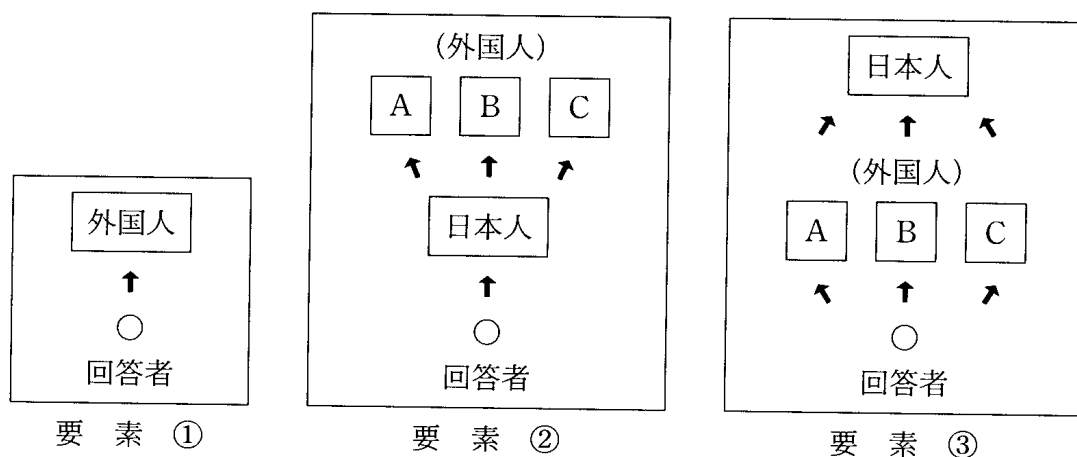 外国人
回答者
要素 ①
(外国人)
A B C
日本人
回答者
要素 ②
日本人
(外国人)
A B C
回答者
要素 ③